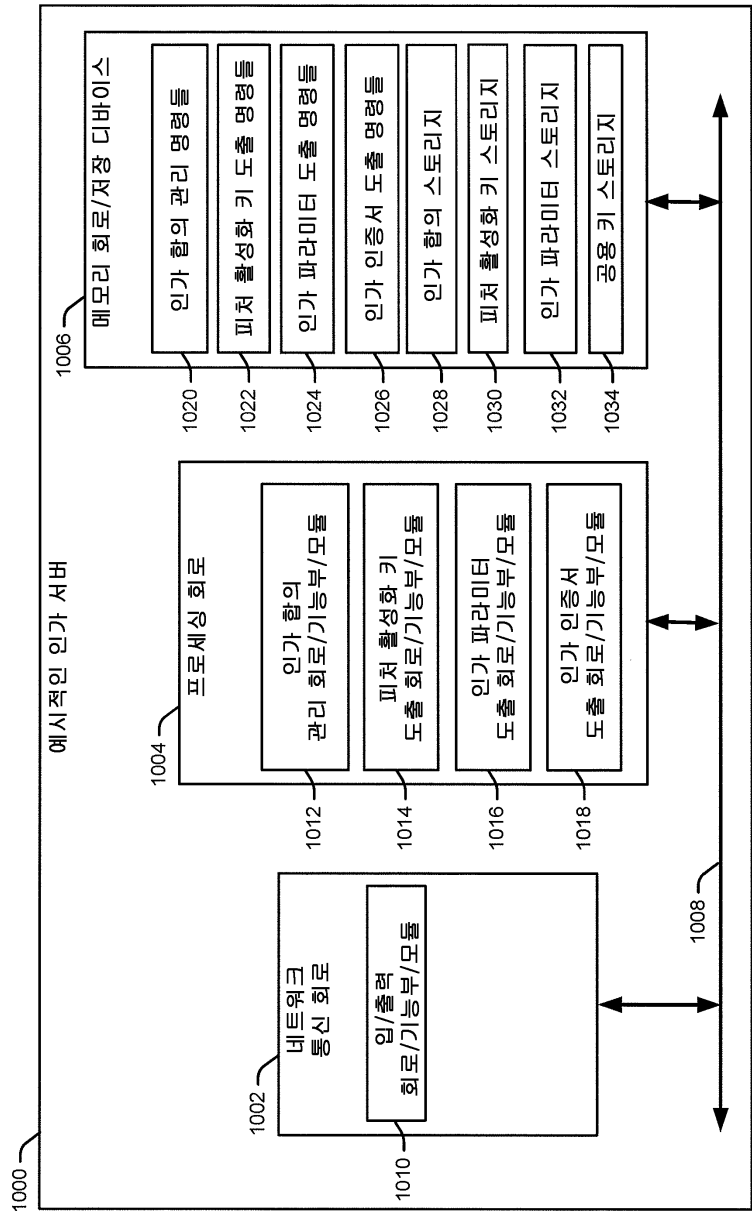 1000
예시적인 인가 서버
1002
네트워크
통신 회로
입/출력
회로/기능부/모듈
1010
1004
프로세싱 회로
인가 합의
관리 회로/기능부/모듈
1012
피처 활성화 키
도출 회로/기능부/모듈
1014
인가 파라미터
도출 회로/기능부/모듈
1016
인가 인증서
도출 회로/기능부/모듈
1018
1006
메모리 회로/저장 디바이스
인가 합의 관리 명령들
1020
피처 활성화 키 도출 명령들
1022
인가 파라미터 도출 명령들
1024
인가 인증서 도출 명령들
1026
인가 합의 스토리지
1028
피처 활성화 키 스토리지
1030
인가 파라미터 스토리지
1032
공용 키 스토리지
1034
1008